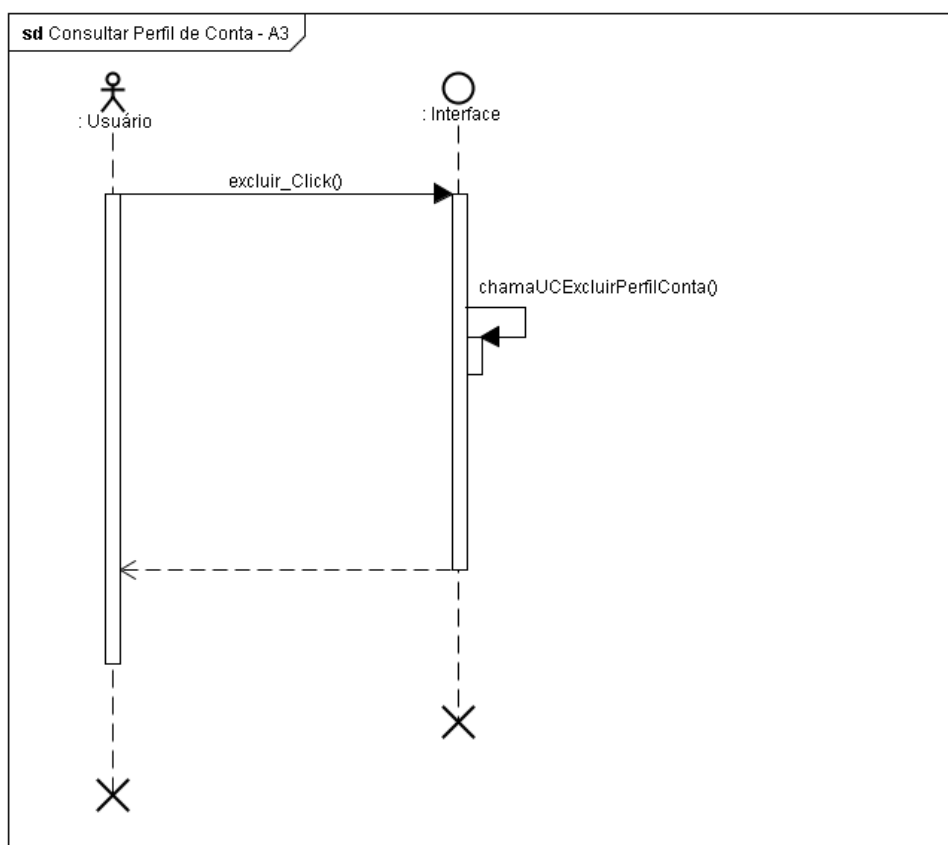 sd Consultar Perfil de Conta - A3
: Usuário
: Interface
excluir_Click()
chamaUCExcluirPerfilConta()